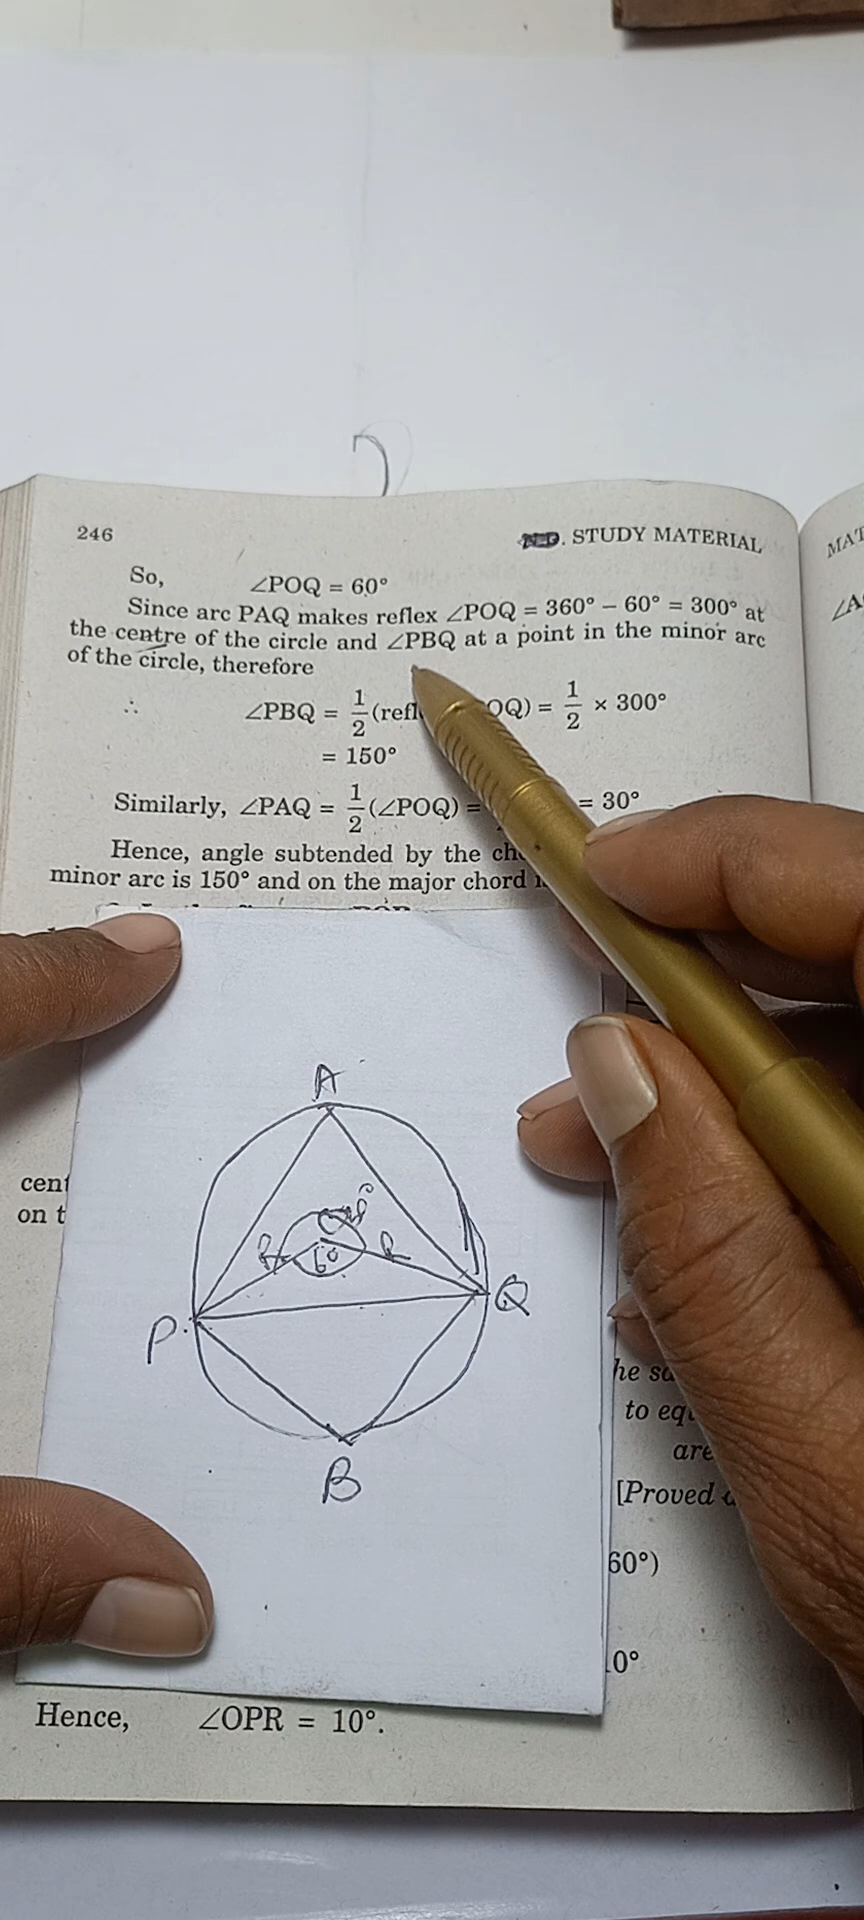 246
STUDY MATERIAL
MAT
So, ∠POQ = 60°
∠A
Since arc PAQ makes reflex ∠POQ = 360° − 60° = 300° at
the centre of the circle and ∠PBQ at a point in the minor arc
of the circle, therefore
∴ ∠PBQ = 1/2 (refl OQ) = 1/2 × 300°
= 150°
Similarly, ∠PAQ = 1/2 (∠POQ) = = 30°
Hence, angle subtended by the ch
minor arc is 150° and on the major chord
A
cent
on t
R
60
R
P
Q
B
he sa
to equ
are
[Proved
60°)
0°
Hence, ∠OPR = 10°.